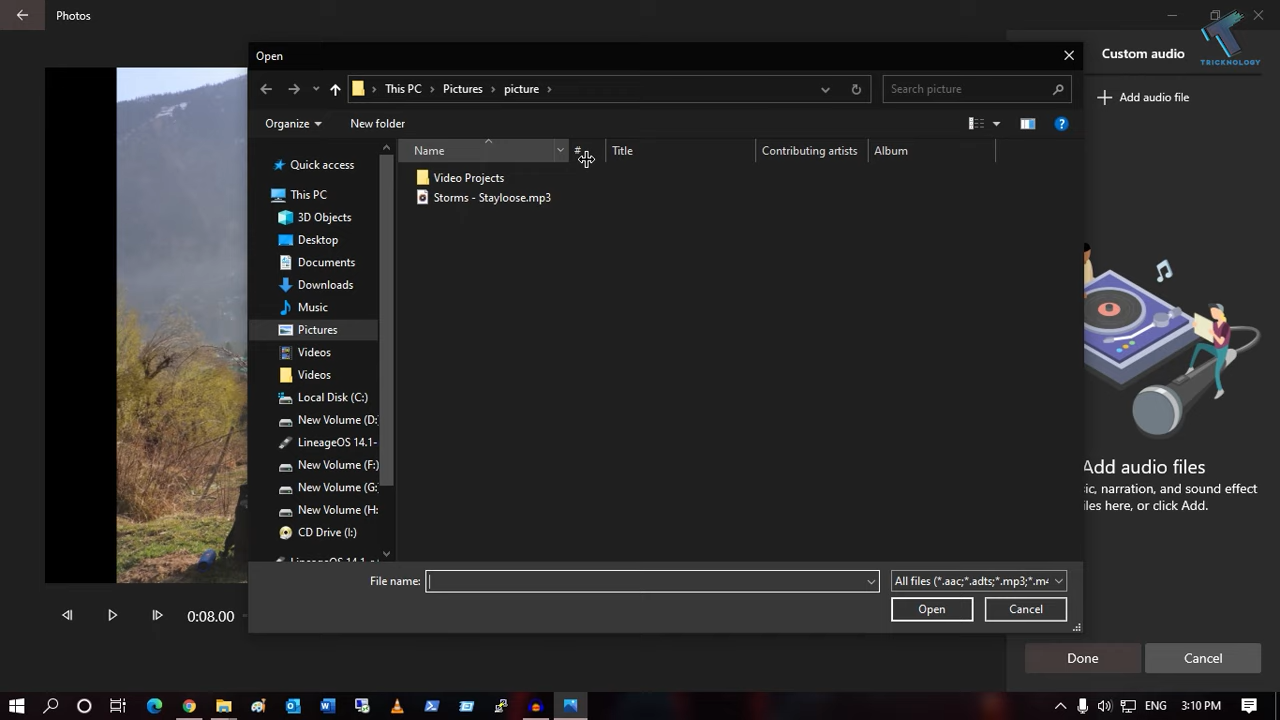 Photos
TRICKNOLOGY
Open
Custom audio
This PC
Pictures
picture
Search picture
Add audio file
Organize
New folder
Name
#
Title
Contributing artists
Album
Quick access
This PC
3D Objects
Desktop
Documents
Downloads
Music
Pictures
Videos
Videos
Local Disk (C:)
New Volume (D:
LineageOS 14.1-
New Volume (F:)
New Volume (G:
New Volume (H:
CD Drive (I:)
LineageOS 14.1-
Video Projects
Storms - Stayloose.mp3
Add audio files
ic, narration, and sound effect
iles here, or click Add.
File name:
All files (*.aac;*.adts;*.mp3;*.m4
Open
Cancel
0:08.00
Done
Cancel
ENG
3:10 PM